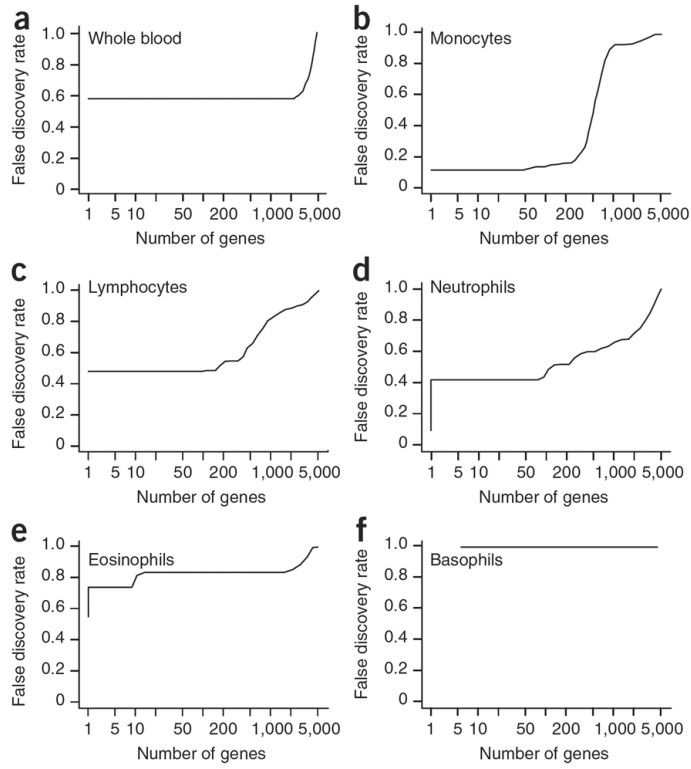 a
False discovery rate
1.0
0.8
0.6
0.4
0.2
0
Whole blood
1 5 10 50 200 1,000 5,000
Number of genes
b
False discovery rate
1.0
0.8
0.6
0.4
0.2
0
Monocytes
1 5 10 50 200 1,000 5,000
Number of genes
c
False discovery rate
1.0
0.8
0.6
0.4
0.2
0
Lymphocytes
1 5 10 50 200 1,000 5,000
Number of genes
d
False discovery rate
1.0
0.8
0.6
0.4
0.2
0
Neutrophils
1 5 10 50 200 1,000 5,000
Number of genes
e
False discovery rate
1.0
0.8
0.6
0.4
0.2
0
Eosinophils
1 5 10 50 200 1,000 5,000
Number of genes
f
False discovery rate
1.0
0.8
0.6
0.4
0.2
0
Basophils
1 5 10 50 200 1,000 5,000
Number of genes